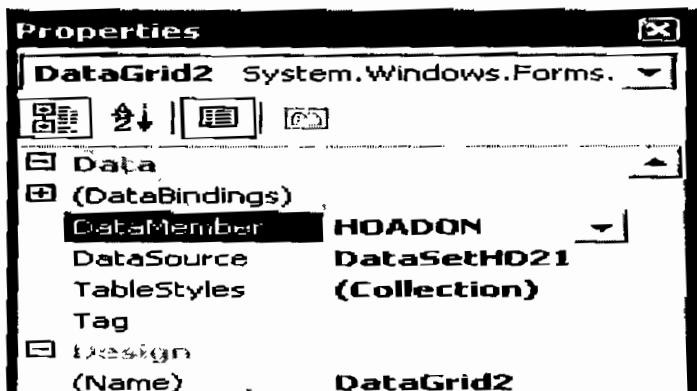 Properties
DataGrid2 System.Windows.Forms.
Data
(DataBindings)
DataMember HOADON
DataSource DataSetHD21
TableStyles (Collection)
Tag
Design
(Name) DataGrid2